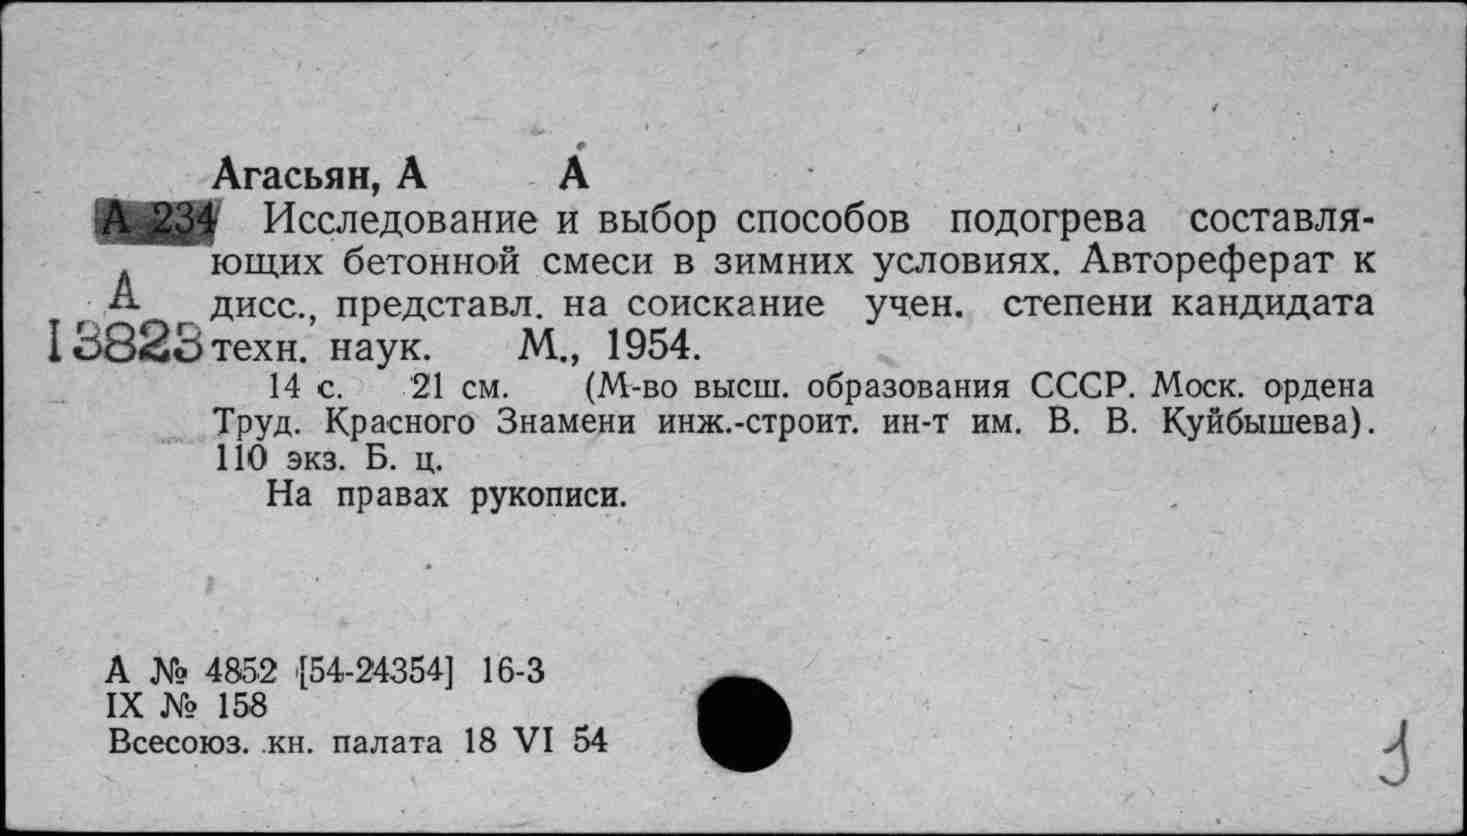 Агасьян, А А
А 234 Исследование и выбор способов подогрева составля-
ющих бетонной смеси в зимних условиях. Автореферат к
А дисс., представл. на соискание учен. степени кандидата
13823 техн. наук. М., 1954.
14 с. 21 см. (М-во высш. образования СССР. Моск. ордена
Труд. Красного Знамени инж.-строит. ин-т им. В. В. Куйбышева).
110 экз. Б. ц.
На правах рукописи.
А № 4852 [54-24354] 16-3
IX № 158
Всесоюз. кн. палата 18 VI 54